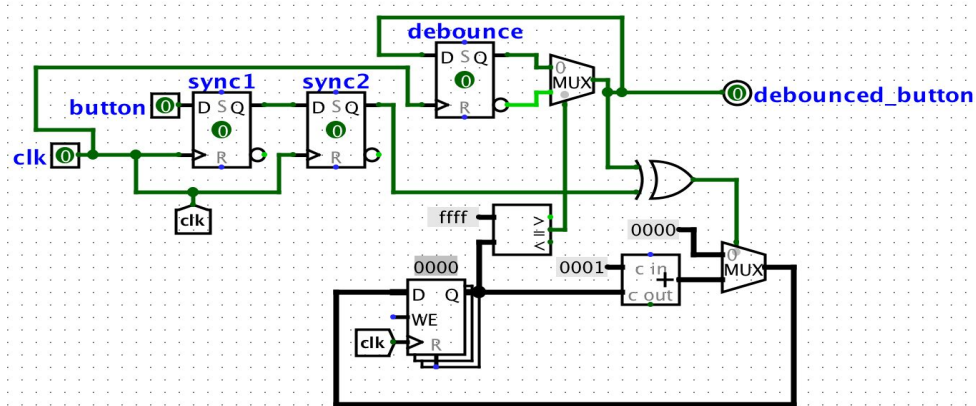 debounce
D S Q
0
R
0
MUX
sync1
sync2
button
0
D S Q
0
R
D S Q
0
R
0
debounced_button
clk
0
clk
ffff
>
=
<
0000
0
MUX
0001
c in
+
c out
0000
D Q
WE
R
clk